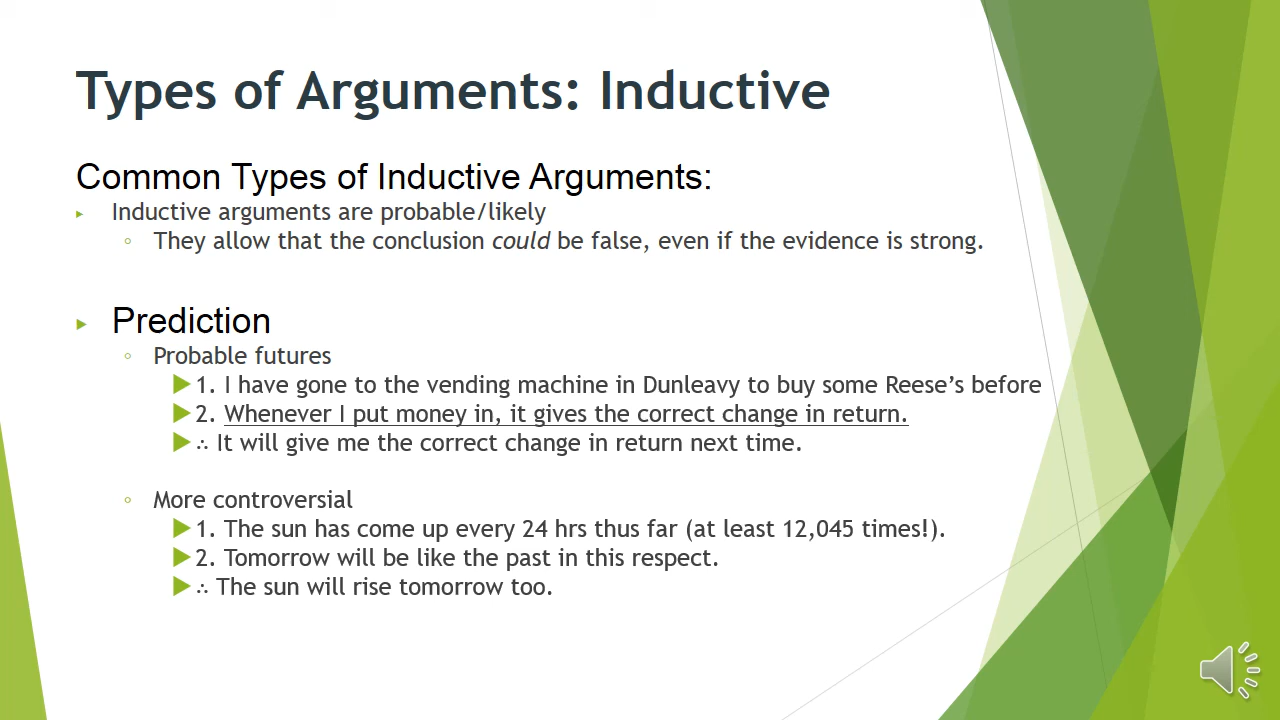 Types of Arguments: Inductive
Common Types of Inductive Arguments:
Inductive arguments are probable/likely
They allow that the conclusion could be false, even if the evidence is strong.
Prediction
Probable futures
1. I have gone to the vending machine in Dunleavy to buy some Reese’s before
2. Whenever I put money in, it gives the correct change in return.
∴ It will give me the correct change in return next time.
More controversial
1. The sun has come up every 24 hrs thus far (at least 12,045 times!).
2. Tomorrow will be like the past in this respect.
∴ The sun will rise tomorrow too.